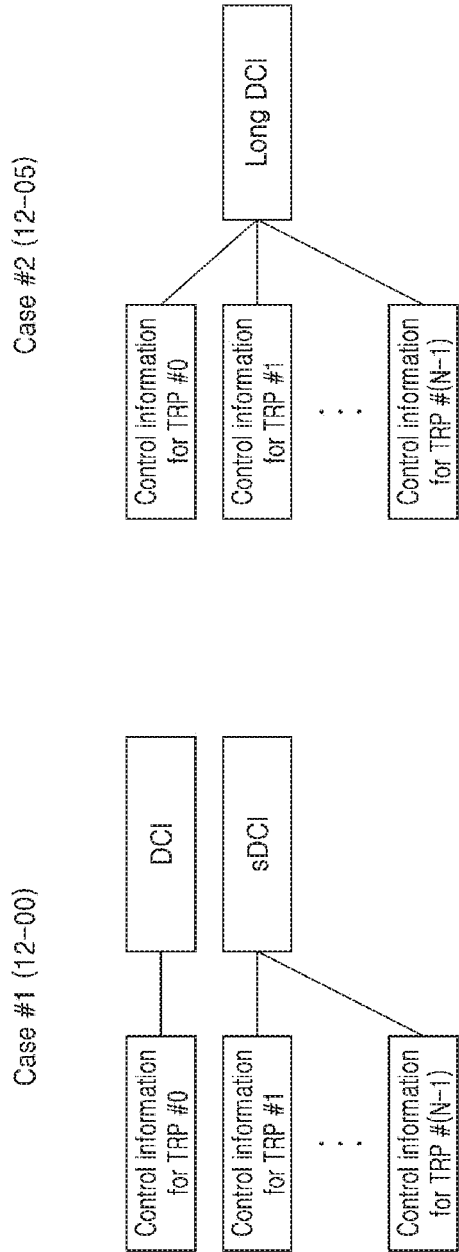 Case #1 (12-00)
Control information
for TRP #0
DCI
Control information
for TRP #1
sDCI
. . .
Control information
for TRP #(N-1)
Case #2 (12-05)
Control information
for TRP #0
Control information
for TRP #1
Long DCI
. . .
Control information
for TRP #(N-1)